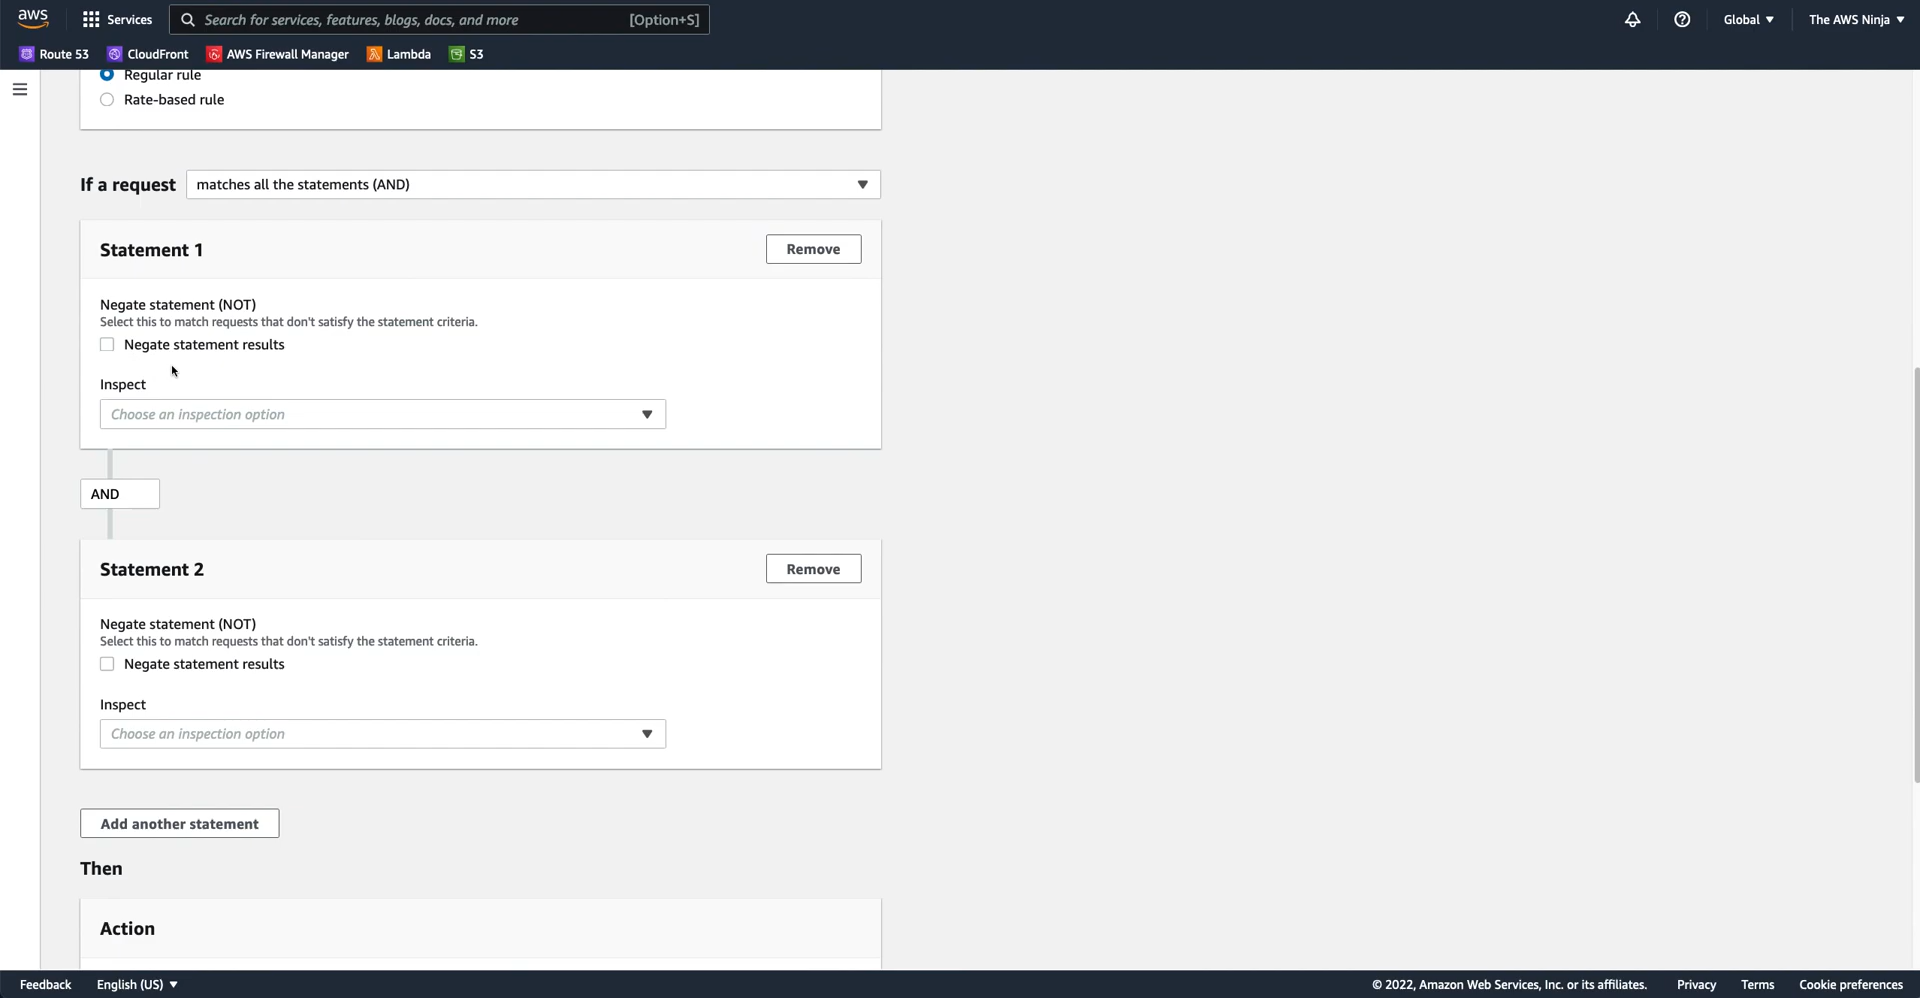 aws
Services
Search for services, features, blogs, docs, and more
[Option+S]
Global
The AWS Ninja
Route 53
CloudFront
AWS Firewall Manager
Lambda
S3
Regular rule
Rate-based rule
If a request
matches all the statements (AND)
Statement 1
Remove
Negate statement (NOT)
Select this to match requests that don't satisfy the statement criteria.
Negate statement results
Inspect
Choose an inspection option
AND
Statement 2
Remove
Negate statement (NOT)
Select this to match requests that don't satisfy the statement criteria.
Negate statement results
Inspect
Choose an inspection option
Add another statement
Then
Action
Feedback
English (US)
© 2022, Amazon Web Services, Inc. or its affiliates.
Privacy
Terms
Cookie preferences